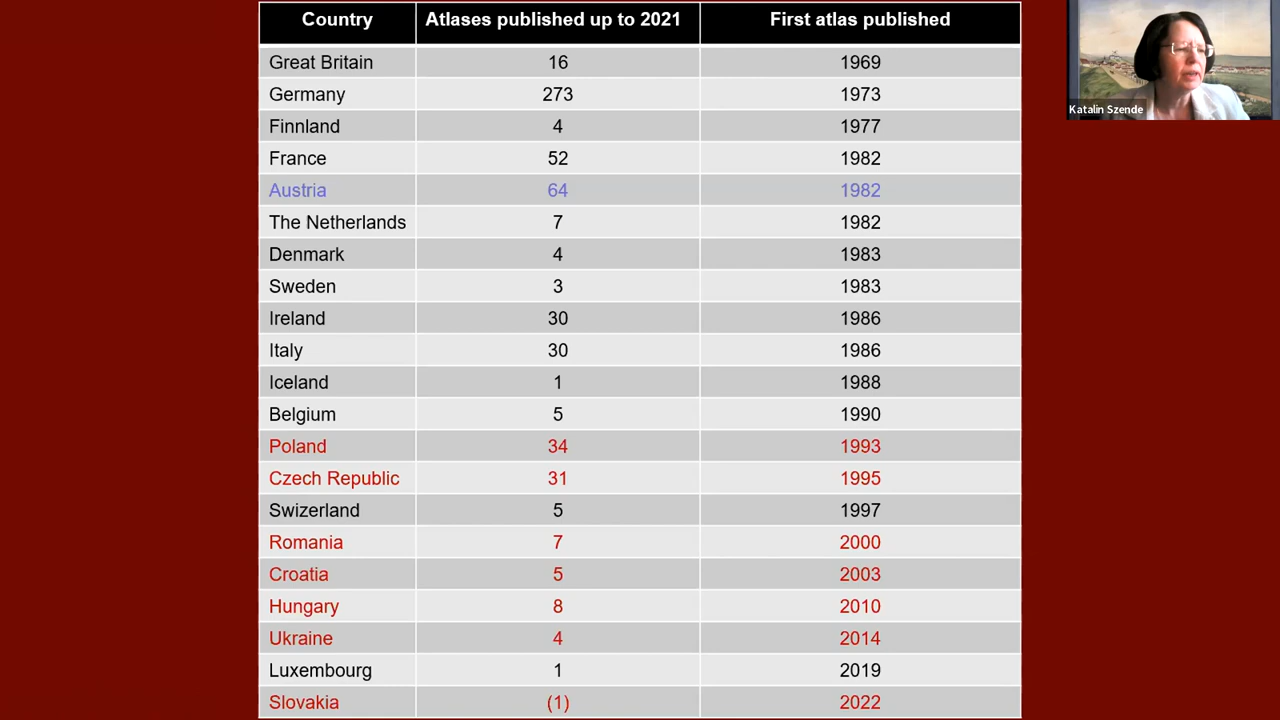 Country Atlases published up to 2021 First atlas published
Great Britain 16 1969
Germany 273 1973
Finnland 4 1977
France 52 1982
Austria 64 1982
The Netherlands 7 1982
Denmark 4 1983
Sweden 3 1983
Ireland 30 1986
Italy 30 1986
Iceland 1 1988
Belgium 5 1990
Poland 34 1993
Czech Republic 31 1995
Swizerland 5 1997
Romania 7 2000
Croatia 5 2003
Hungary 8 2010
Ukraine 4 2014
Luxembourg 1 2019
Slovakia (1) 2022
Katalin Szende